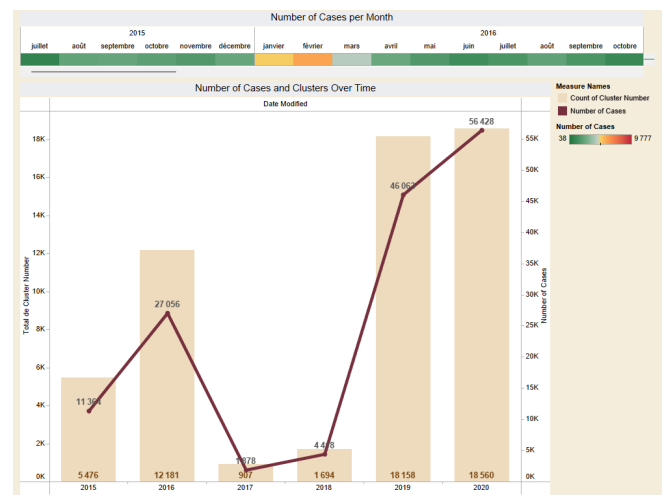 Number of Cases per Month
2015 2016
juillet août septembre octobre novembre décembre janvier février mars avril mai juin juillet août septembre octobre
Number of Cases and Clusters Over Time
Date Modified
Measure Names
Count of Cluster Number
Number of Cases
Number of Cases
38 9 777
Total de Cluster Number
18K
16K
14K
12K
10K
8K
6K
4K
2K
0K
11 364
27 056
46 063
56 428
5 476
12 181
907
1 694
18 158
18 560
2015 2016 2017 2018 2019 2020
55K
50K
45K
40K
35K
30K
25K
20K
15K
10K
5K
0K
Number of Cases